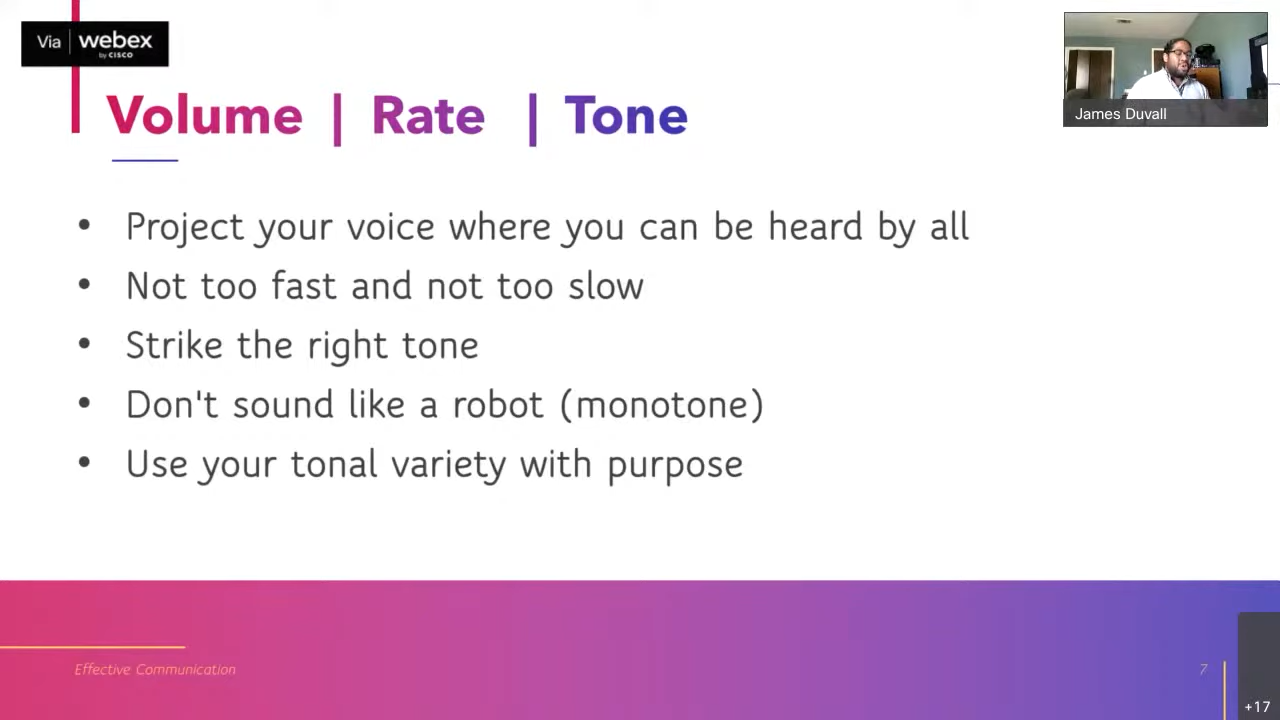 Via | webex
by CISCO
James Duvall
Volume | Rate | Tone
• Project your voice where you can be heard by all
• Not too fast and not too slow
• Strike the right tone
• Don't sound like a robot (monotone)
• Use your tonal variety with purpose
Effective Communication
7
+17